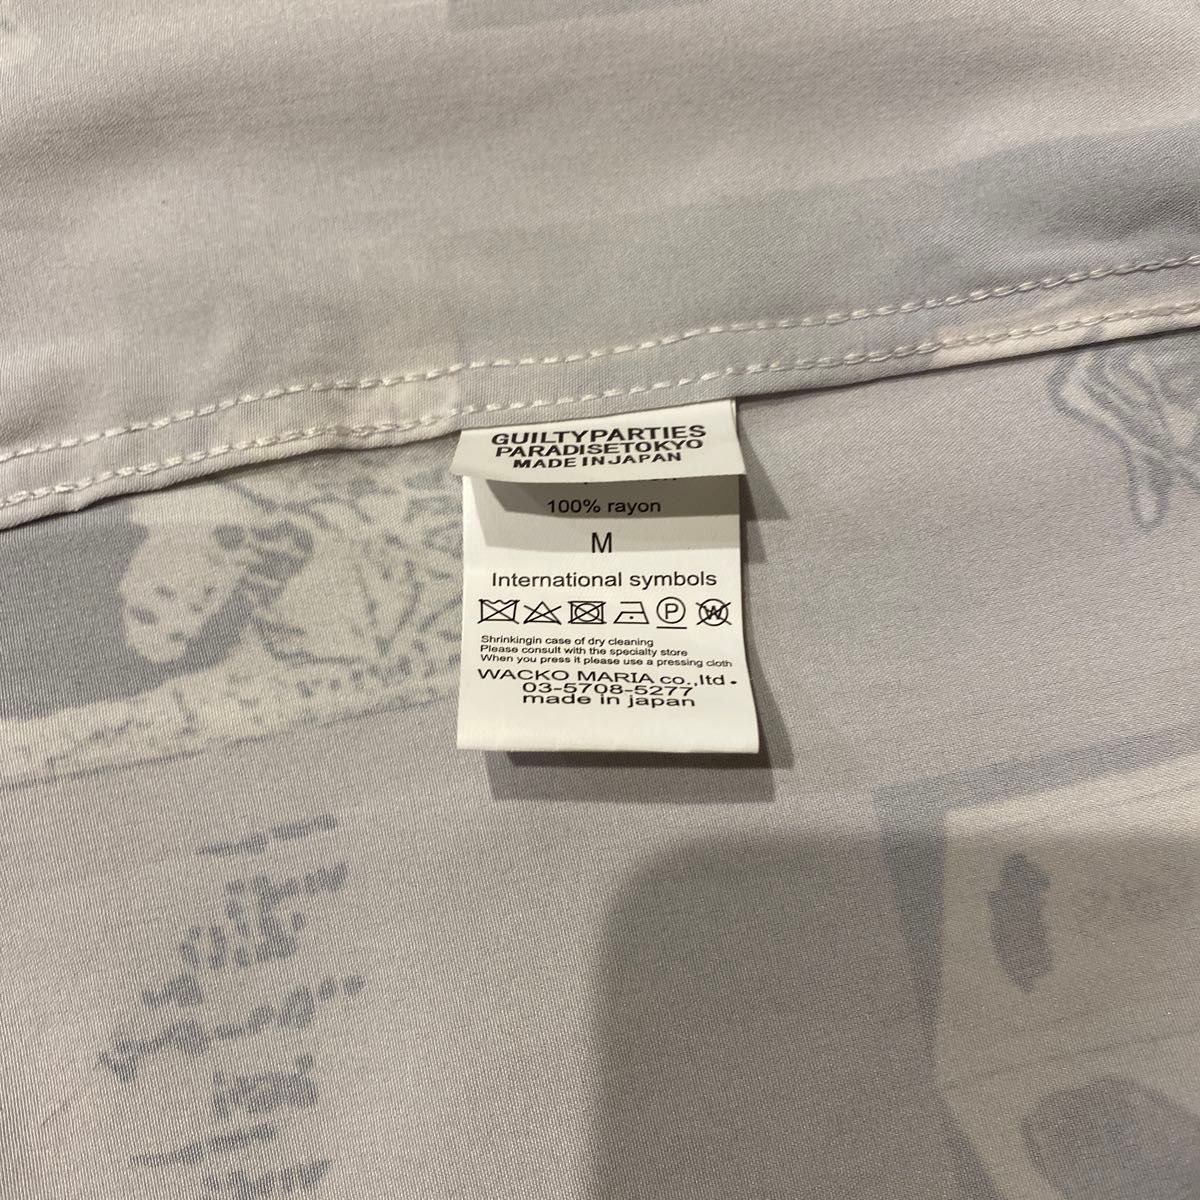 GUILTYPARTIES
PARADISETOKYO
MADE IN JAPAN
100% rayon
M
International symbols
P W
Shrinkingin case of dry cleaning
Please consult with the specialty store
When you press it please use a pressing cloth
WACKO MARIA co.,ltd.
03-5708-5277
made in japan